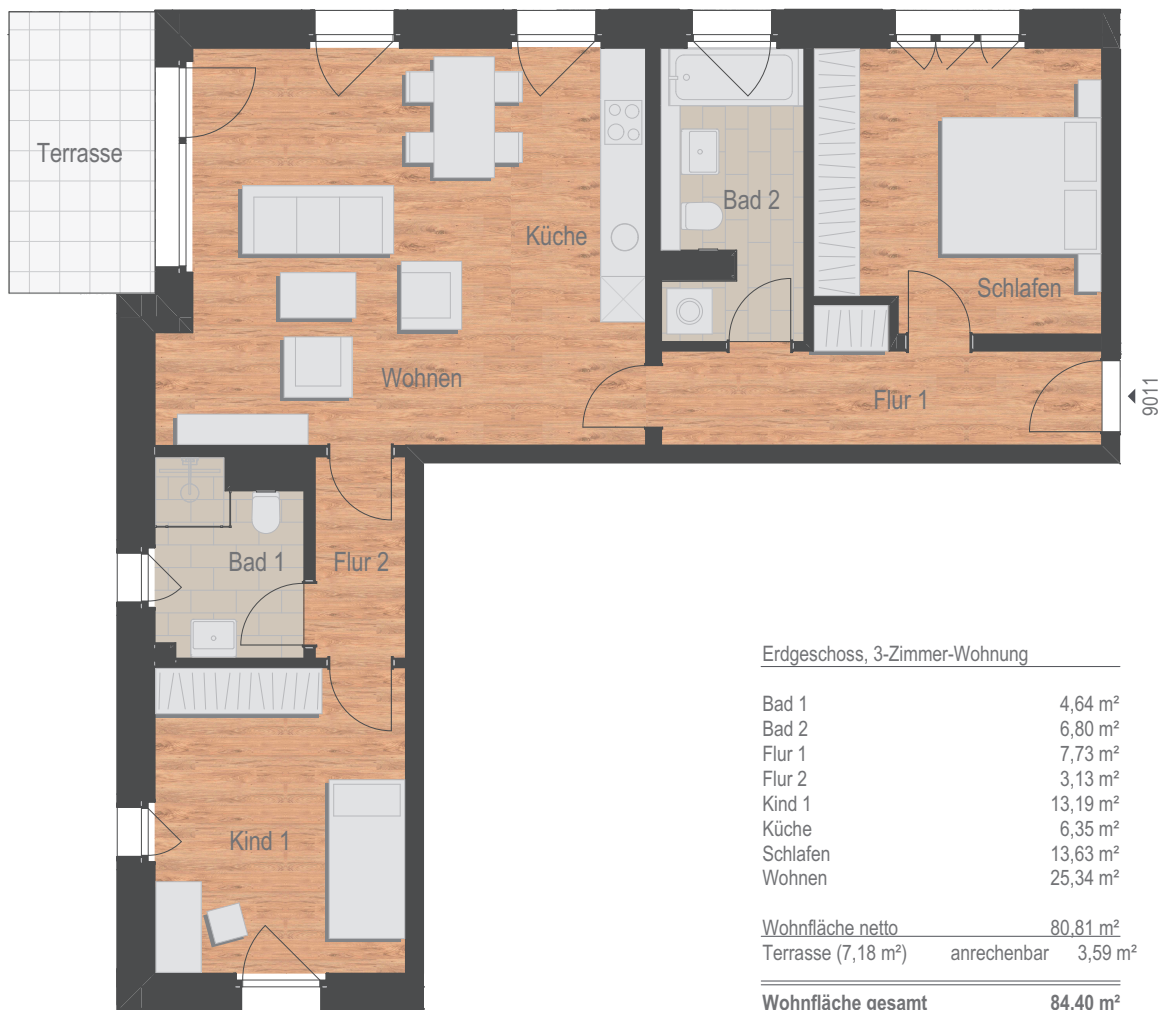 Terrasse
Küche
Bad 2
Schlafen
Wohnen
Flur 1
9011
Bad 1
Flur 2
Kind 1
Erdgeschoss, 3-Zimmer-Wohnung
Bad 1 4,64 m²
Bad 2 6,80 m²
Flur 1 7,73 m²
Flur 2 3,13 m²
Kind 1 13,19 m²
Küche 6,35 m²
Schlafen 13,63 m²
Wohnen 25,34 m²
Wohnfläche netto 80,81 m²
Terrasse (7,18 m²) anrechenbar 3,59 m²
Wohnfläche gesamt 84,40 m²